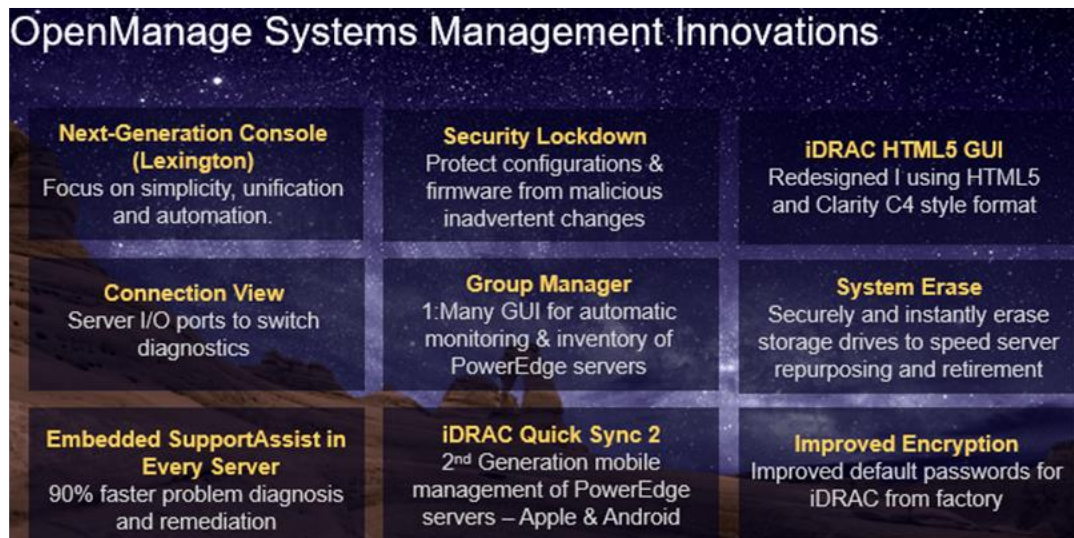 OpenManage Systems Management Innovations
Next-Generation Console
(Lexington)
Focus on simplicity, unification
and automation.
Security Lockdown
Protect configurations &
firmware from malicious
inadvertent changes
iDRAC HTML5 GUI
Redesigned I using HTML5
and Clarity C4 style format
Connection View
Server I/O ports to switch
diagnostics
Group Manager
1:Many GUI for automatic
monitoring & inventory of
PowerEdge servers
System Erase
Securely and instantly erase
storage drives to speed server
repurposing and retirement
Embedded SupportAssist in
Every Server
90% faster problem diagnosis
and remediation
iDRAC Quick Sync 2
2nd Generation mobile
management of PowerEdge
servers – Apple & Android
Improved Encryption
Improved default passwords for
iDRAC from factory